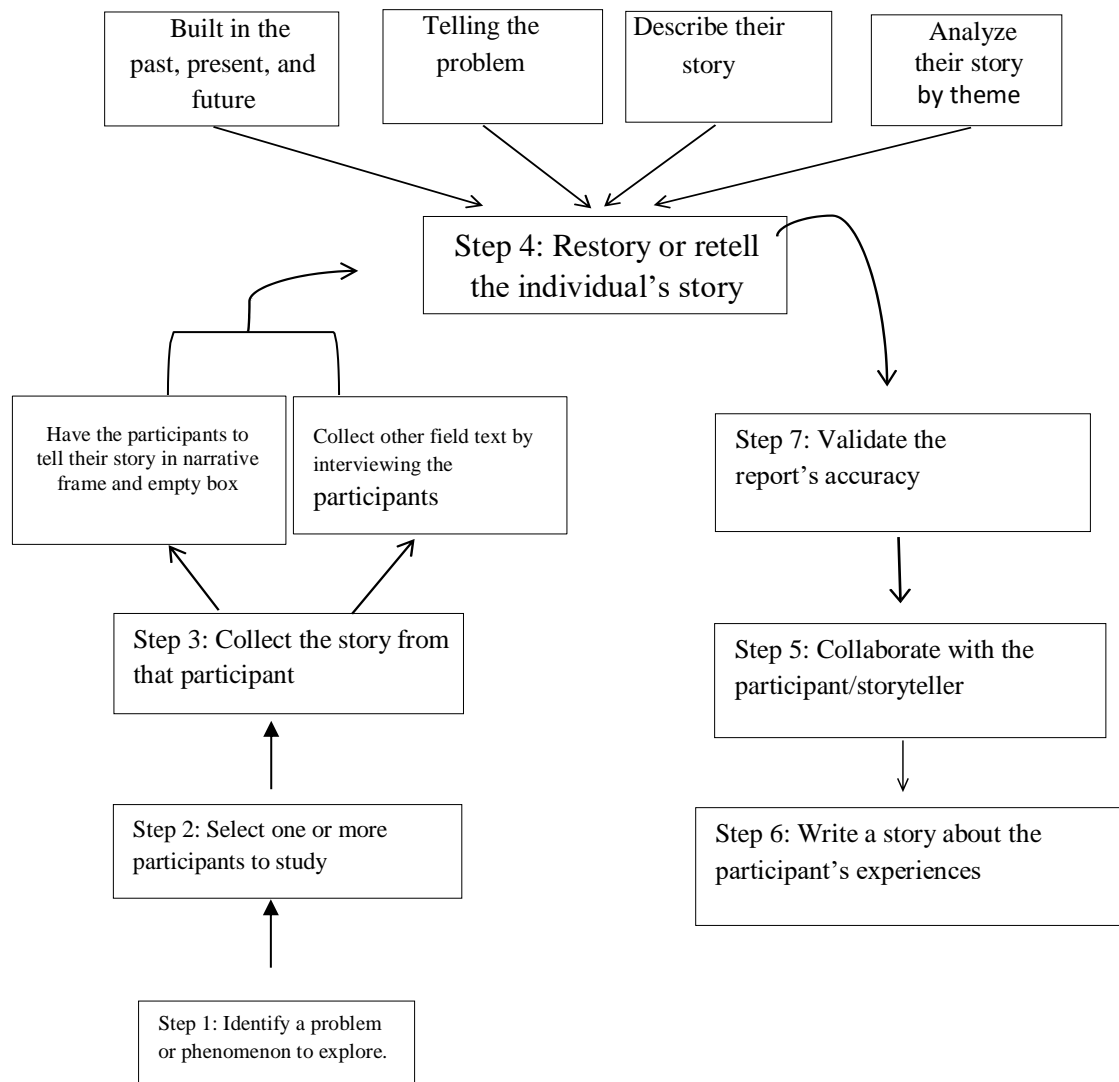 Built in the
past, present, and
future
Telling the
problem
Describe their
story
Analyze
their story
by theme
Step 4: Restory or retell
the individual’s story
Have the participants to
tell their story in narrative
frame and empty box
Collect other field text by
interviewing the
participants
Step 7: Validate the
report’s accuracy
Step 3: Collect the story from
that participant
Step 5: Collaborate with the
participant/storyteller
Step 2: Select one or more
participants to study
Step 6: Write a story about the
participant’s experiences
Step 1: Identify a problem
or phenomenon to explore.